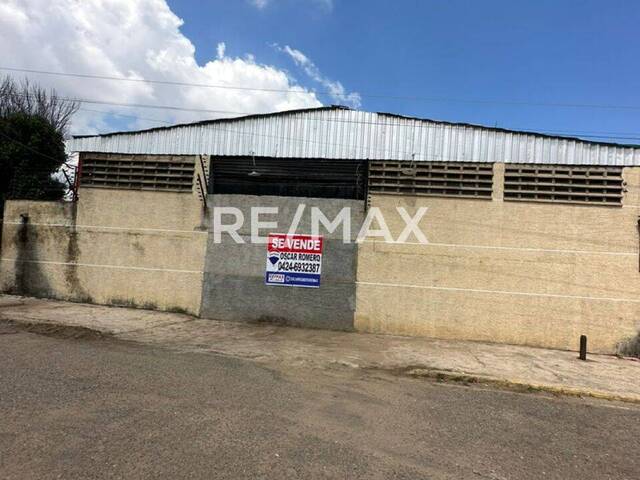 RE/MAX
SE VENDE
OSCAR ROMERO
0424-6932387